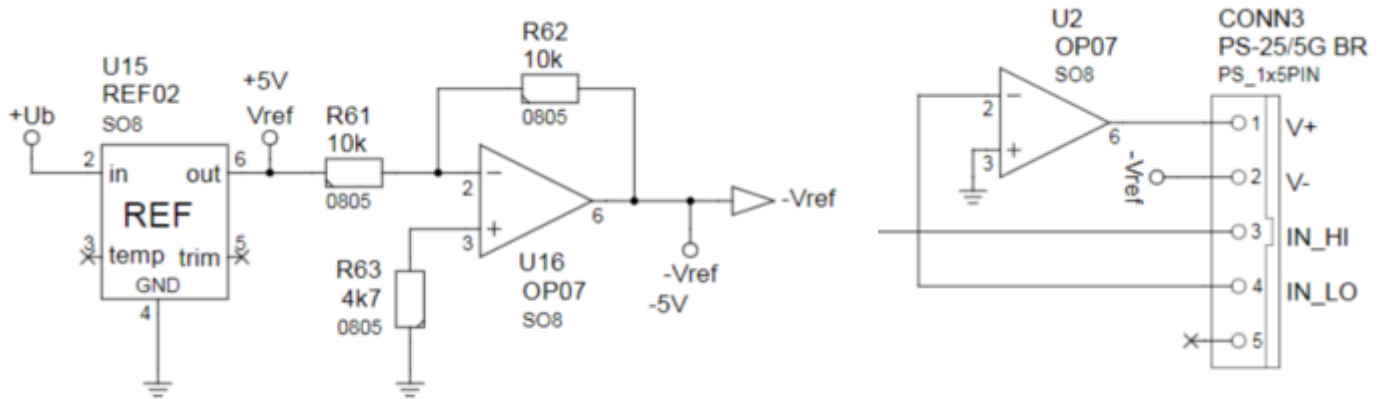 U15
REF02
SO8
+Ub
+5V
Vref
2
in
out
6
REF
3
temp
trim
5
GND
4
R61
10k
0805
R62
10k
0805
2
3
6
−
+
R63
4k7
0805
U16
OP07
SO8
-Vref
-5V
-Vref
U2
OP07
SO8
2
−
3
+
6
-Vref
CONN3
PS-25/5G BR
PS_1x5PIN
1 V+
2 V-
3 IN_HI
4 IN_LO
5